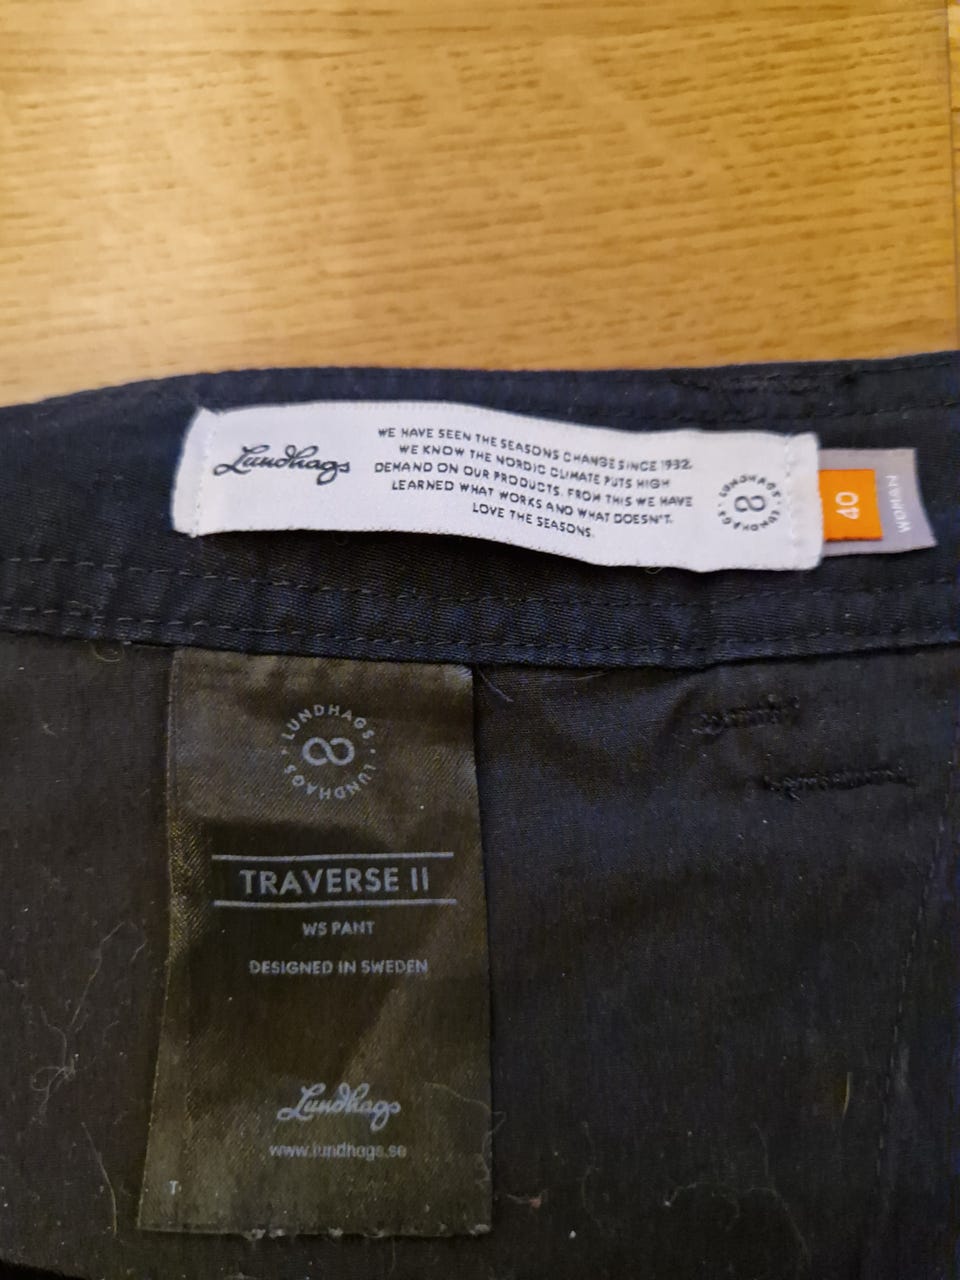 Lundhags
WE HAVE SEEN THE SEASONS CHANGE SINCE 1932.
WE KNOW THE NORDIC CLIMATE PUTS HIGH
DEMAND ON OUR PRODUCTS. FROM THIS WE HAVE
LEARNED WHAT WORKS AND WHAT DOESN'T.
LOVE THE SEASONS.
LUNDHAGS · LUNDHAGS ·
40
WOMAN
LUNDHAGS · LUNDHAGS ·
TRAVERSE II
WS PANT
DESIGNED IN SWEDEN
Lundhags
www.lundhags.se
T